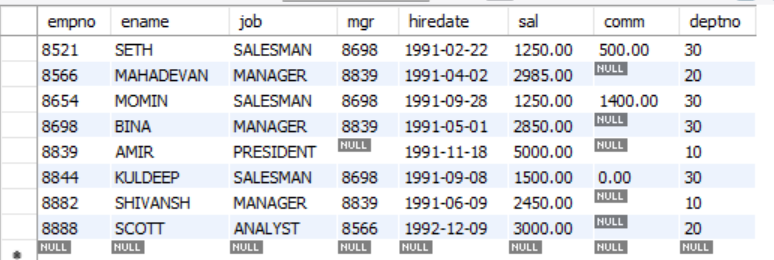 empno ename job mgr hiredate sal comm deptno
8521 SETH SALESMAN 8698 1991-02-22 1250.00 500.00 30
8566 MAHADEVAN MANAGER 8839 1991-04-02 2985.00 NULL 20
8654 MOMIN SALESMAN 8698 1991-09-28 1250.00 1400.00 30
8698 BINA MANAGER 8839 1991-05-01 2850.00 NULL 30
8839 AMIR PRESIDENT NULL 1991-11-18 5000.00 NULL 10
8844 KULDEEP SALESMAN 8698 1991-09-08 1500.00 0.00 30
8882 SHIVANSH MANAGER 8839 1991-06-09 2450.00 NULL 10
8888 SCOTT ANALYST 8566 1992-12-09 3000.00 NULL 20
NULL NULL NULL NULL NULL NULL NULL NULL